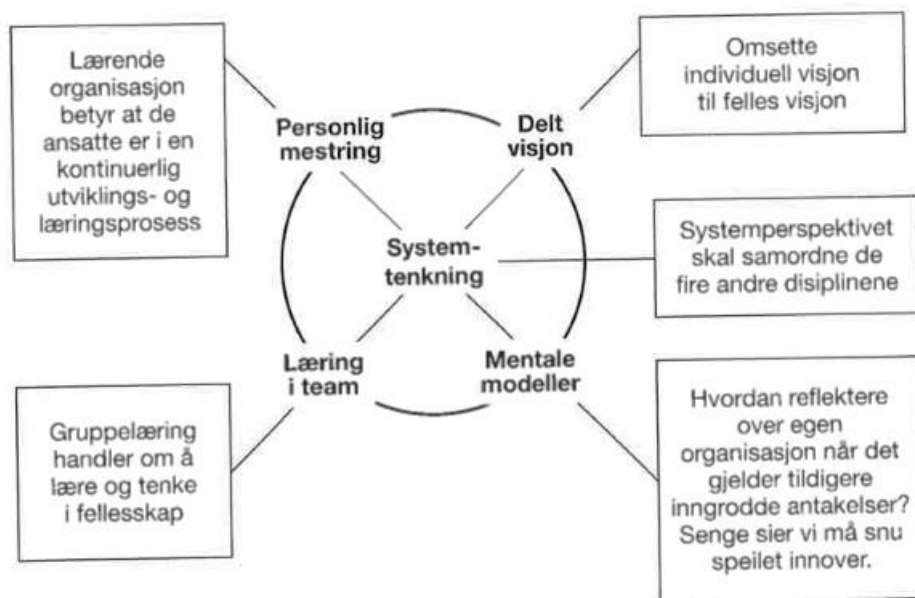 Lærende
organisasjon
betyr at de
ansatte er i en
kontinuerlig
utviklings- og
læringsprosess
Personlig
mestring
Delt
visjon
Omsette
individuell visjon
til felles visjon
System-
tenkning
Systemperspektivet
skal samordne de
fire andre disiplinene
Læring
i team
Mentale
modeller
Gruppelæring
handler om å
lære og tenke
i fellesskap
Hvordan reflektere
over egen
organisasjon når det
gjelder tildigere
inngrodde antakelser?
Senge sier vi må snu
speilet innover.